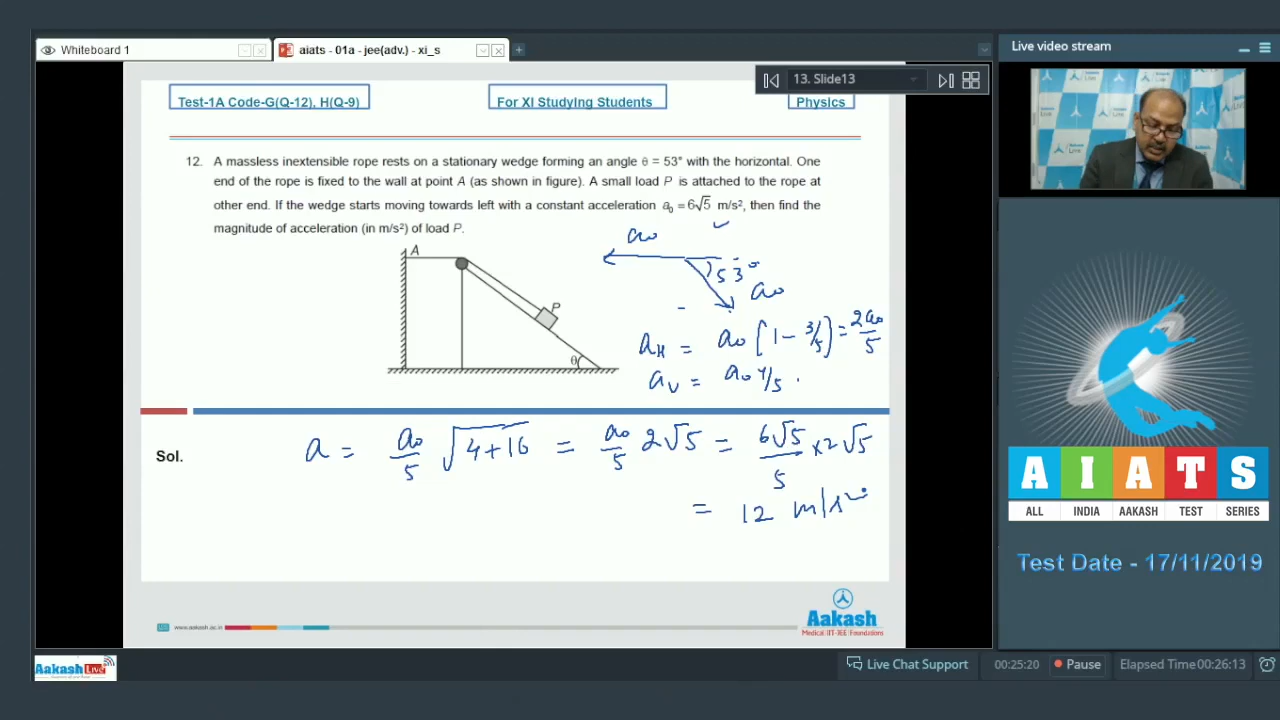 Whiteboard 1
aiats - 01a - jee(adv.) - xi_s
Live video stream
13. Slide13
Test-1A Code-G(Q-12), H(Q-9)
For XI Studying Students
Physics
12. A massless inextensible rope rests on a stationary wedge forming an angle θ = 53° with the horizontal. One
end of the rope is fixed to the wall at point A (as shown in figure). A small load P is attached to the rope at
other end. If the wedge starts moving towards left with a constant acceleration a₀ = 6√5 m/s², then find the
magnitude of acceleration (in m/s²) of load P.
A
P
θ
a₀
53°
a₀
a_H = a₀ [1 - 3/5] = 2a₀/5
a_V = a₀ 4/5
Sol.
a = a₀/5 √(4+16) = a₀/5 2√5 = 6√5/5 × 2√5
= 12 m/s²
www.aakash.ac.in
Aakash
Medical|IIT-JEE|Foundations
A I A T S
ALL INDIA AAKASH TEST SERIES
Test Date - 17/11/2019
Aakash Live
Live Chat Support
00:25:20
Pause
Elapsed Time 00:26:13